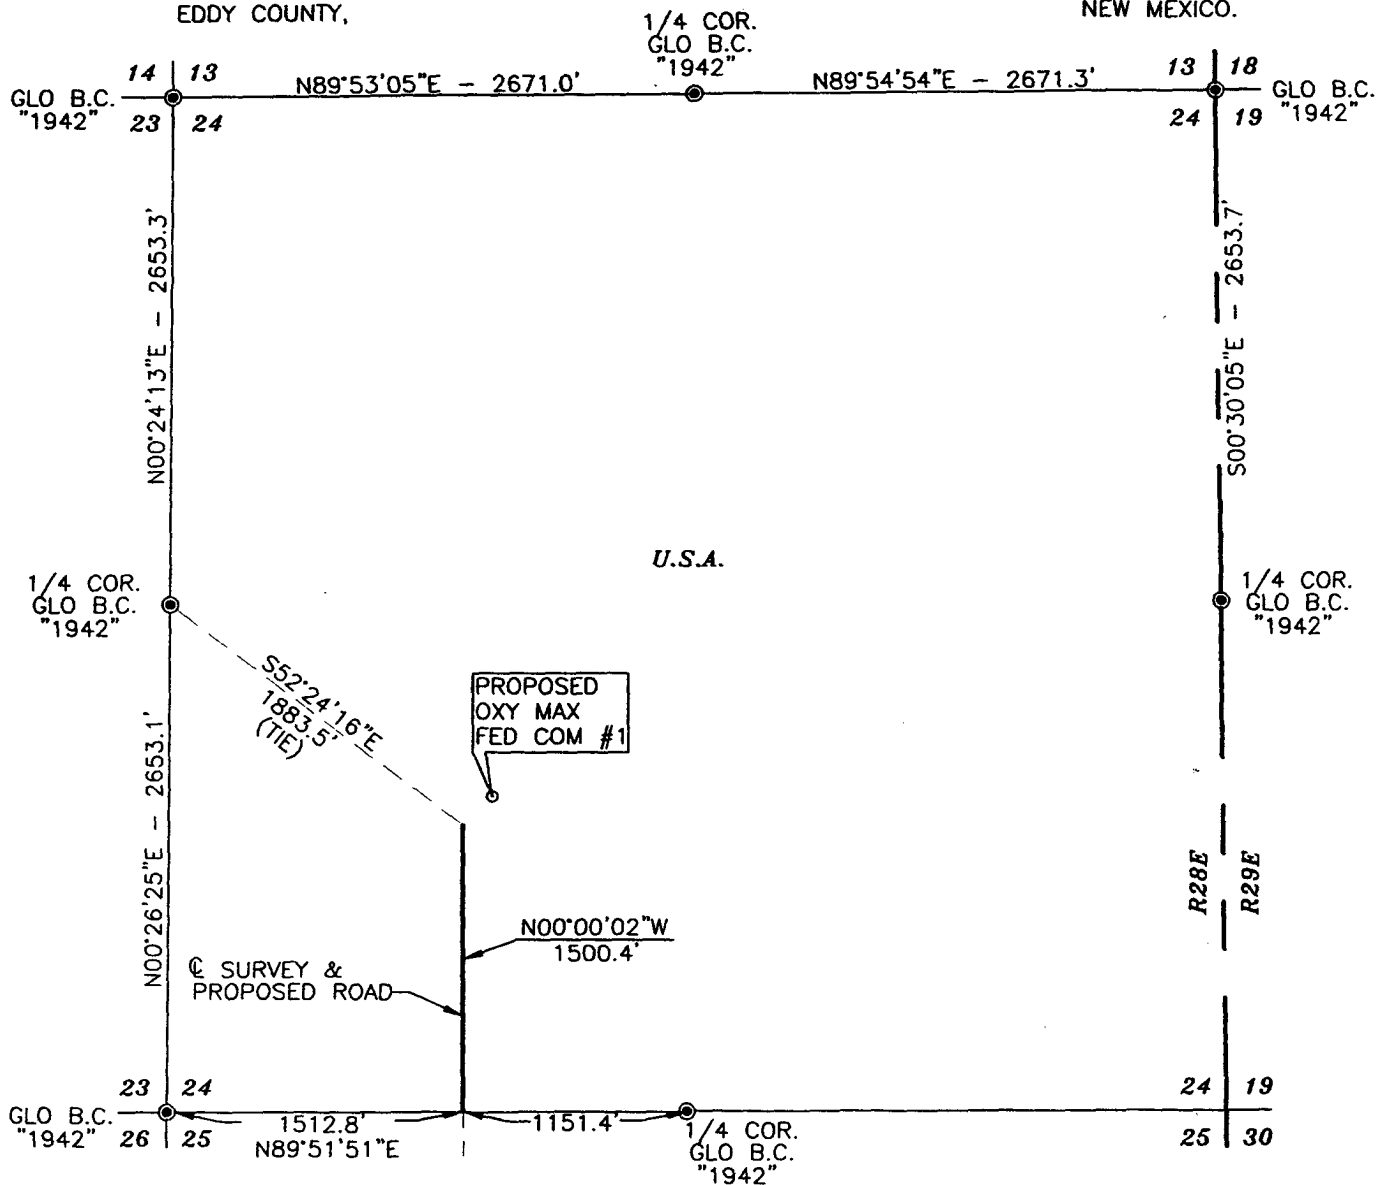 EDDY COUNTY,
NEW MEXICO.
1/4 COR.
GLO B.C.
"1942"
14 13
N89°53'05"E - 2671.0'
N89°54'54"E - 2671.3'
13 18
GLO B.C.
"1942"
23 24
24 19
GLO B.C.
"1942"
N00°24'13"E - 2653.3'
S00°30'05"E - 2653.7'
U.S.A.
1/4 COR.
GLO B.C.
"1942"
1/4 COR.
GLO B.C.
"1942"
S52°24'16"E
1883.5'
(TIE)
PROPOSED
OXY MAX
FED COM #1
N00°26'25"E - 2653.1'
R28E
R29E
N00°00'02"W
1500.4'
℄ SURVEY &
PROPOSED ROAD
23 24
24 19
GLO B.C.
"1942"
26 25
1512.8'
N89°51'51"E
1151.4'
1/4 COR.
GLO B.C.
"1942"
25 30